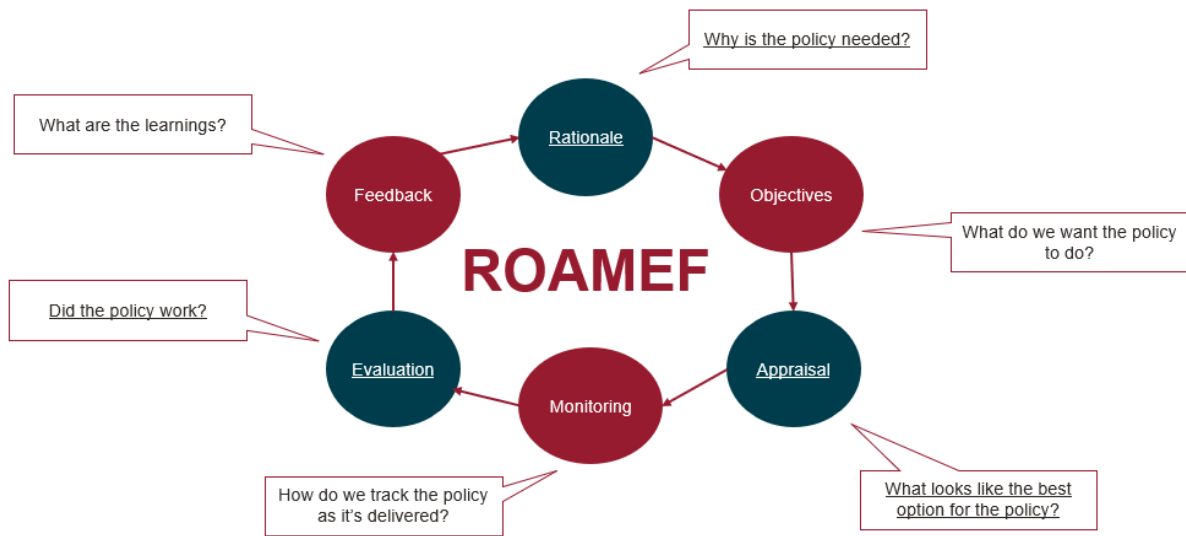 Why is the policy needed?
Rationale
What are the learnings?
Feedback
Objectives
What do we want the policy
to do?
ROAMEF
Did the policy work?
Evaluation
Appraisal
Monitoring
How do we track the policy
as it's delivered?
What looks like the best
option for the policy?